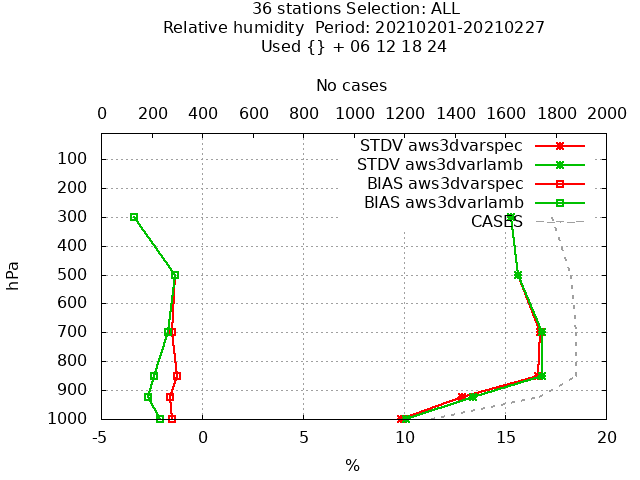 36 stations Selection: ALL
Relative humidity  Period: 20210201-20210227
Used {} + 06 12 18 24
No cases
0 200 400 600 800 1000 1200 1400 1600 1800 2000
STDV aws3dvarspec
STDV aws3dvarlamb
BIAS aws3dvarspec
BIAS aws3dvarlamb
CASES
100
200
300
400
500
600
700
800
900
1000
hPa
-5 0 5 10 15 20
%